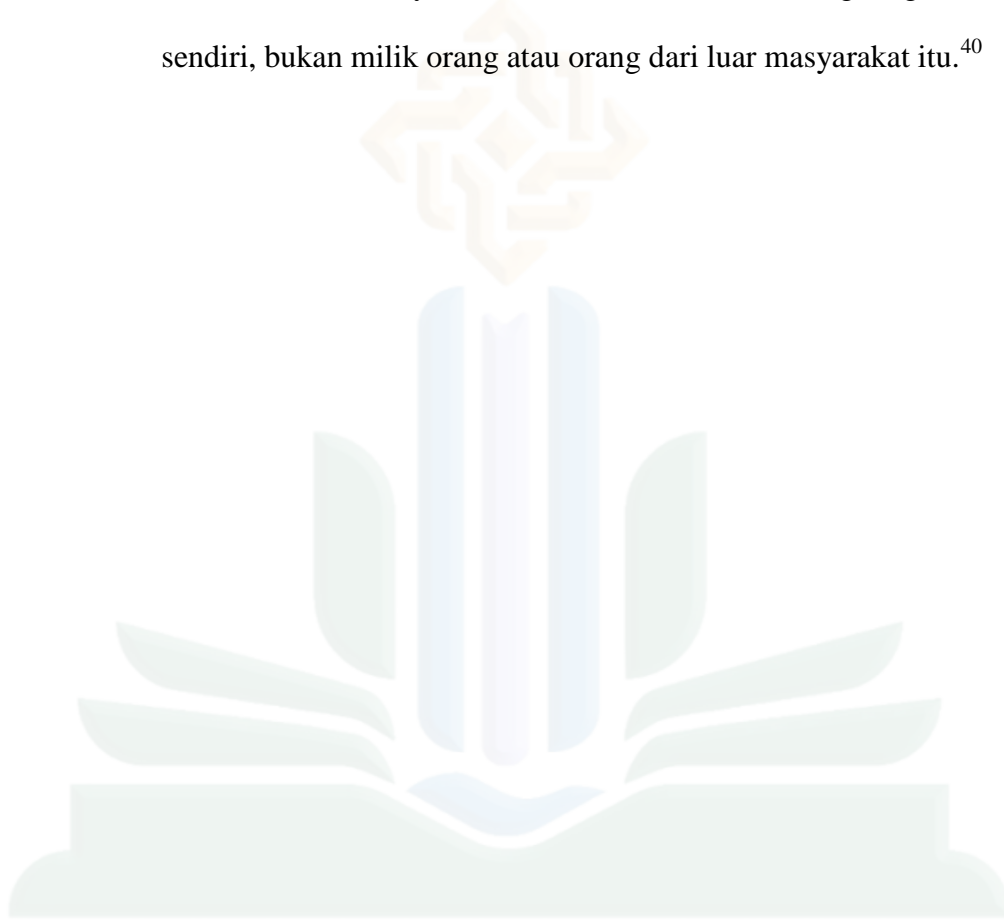 sendiri, bukan milik orang atau orang dari luar masyarakat itu.40